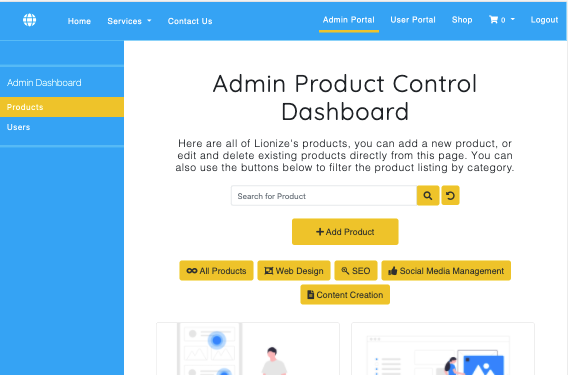 Home Services Contact Us Admin Portal User Portal Shop 0 Logout
Admin Dashboard
Products
Users
Admin Product Control
Dashboard
Here are all of Lionize's products, you can add a new product, or
edit and delete existing products directly from this page. You can
also use the buttons below to filter the product listing by category.
Search for Product
Add Product
All Products Web Design SEO Social Media Management
Content Creation